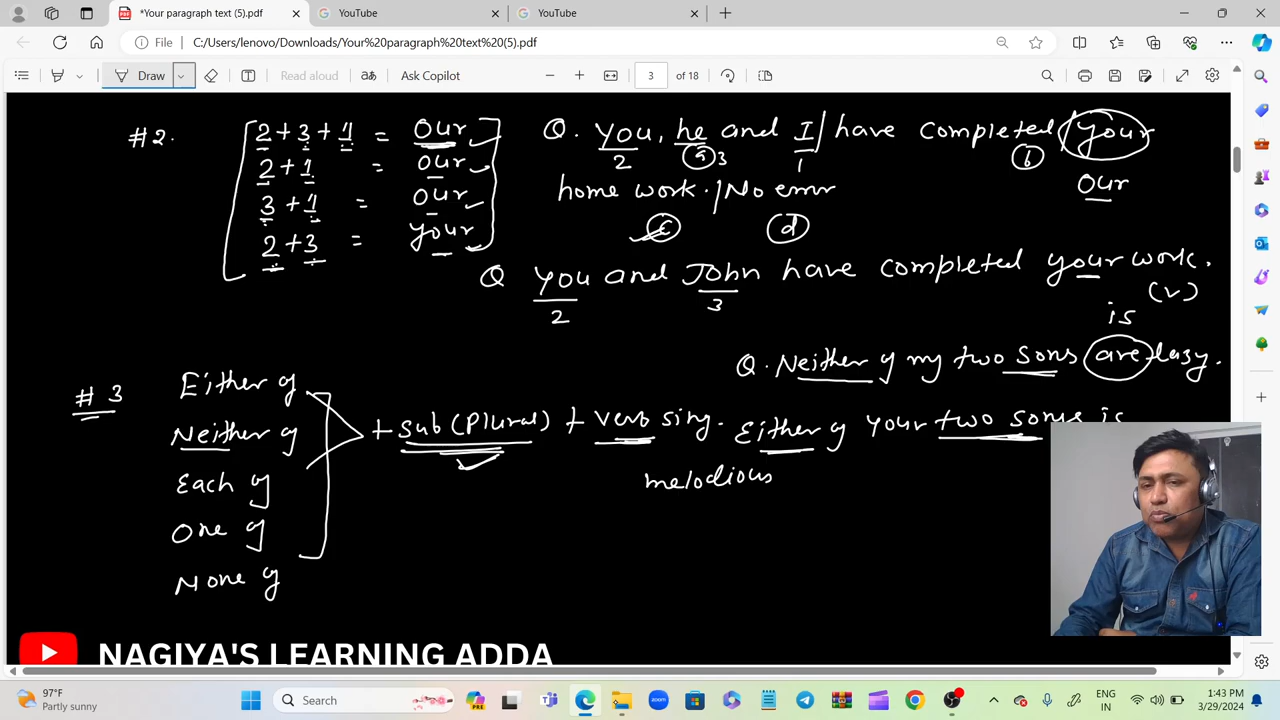 *Your paragraph text (5).pdf
YouTube
YouTube
File
C:/Users/lenovo/Downloads/Your%20paragraph%20text%20(5).pdf
Draw
Read aloud
Ask Copilot
3
of 18
#2.
2+3+1 = Our
2+1 = Our
3+1 = Our
2+3 = your
Q. You, he and I/ have completed your
2 (a) 3 1 (b)
home work./No error
Our
(c) (d)
Q You and John have completed your work.
2 3 (✓)
is
Q. Neither of my two sons are lazy.
#3
Either of
Neither of
Each of
One of
None of
+ Sub (Plural) + Verb sing.
Either of your two sons is
melodious
NAGIYA'S LEARNING ADDA
97°F
Partly sunny
Search
PRE
zoom
ENG
IN
1:43 PM
3/29/2024